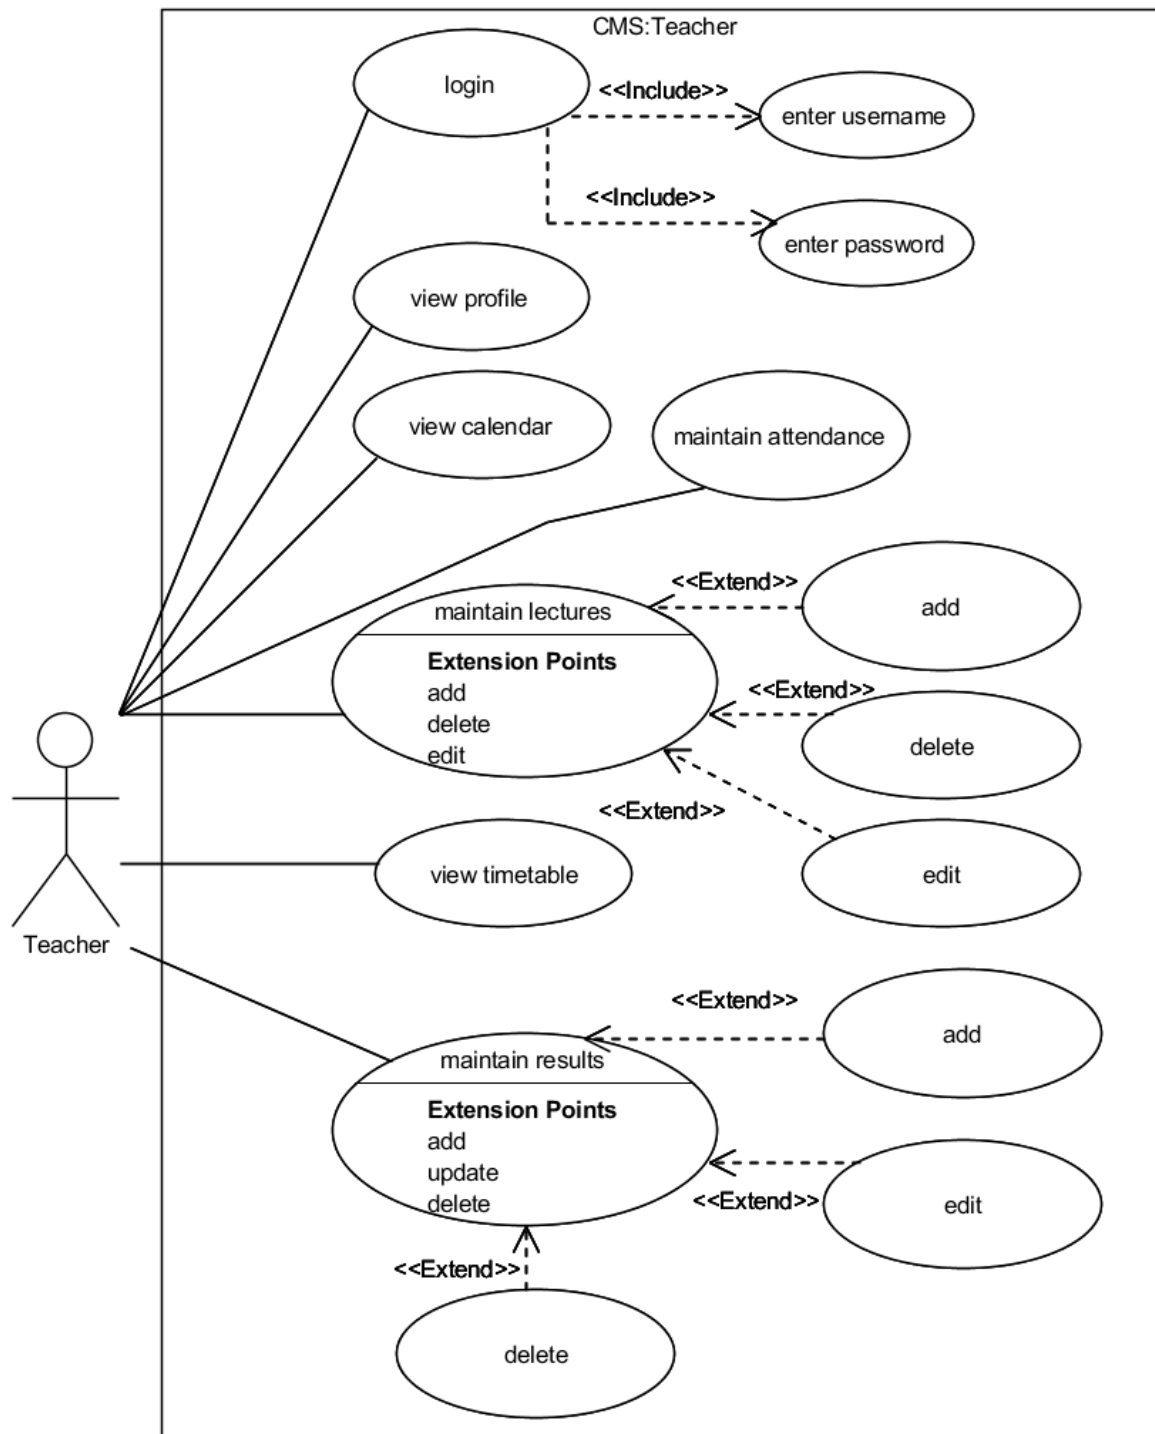 CMS:Teacher
login
<<Include>>
enter username
<<Include>>
enter password
view profile
view calendar
maintain attendance
<<Extend>>
add
maintain lectures
Extension Points
add
delete
edit
<<Extend>>
delete
<<Extend>>
edit
view timetable
Teacher
<<Extend>>
add
maintain results
Extension Points
add
update
delete
<<Extend>>
edit
<<Extend>>
delete